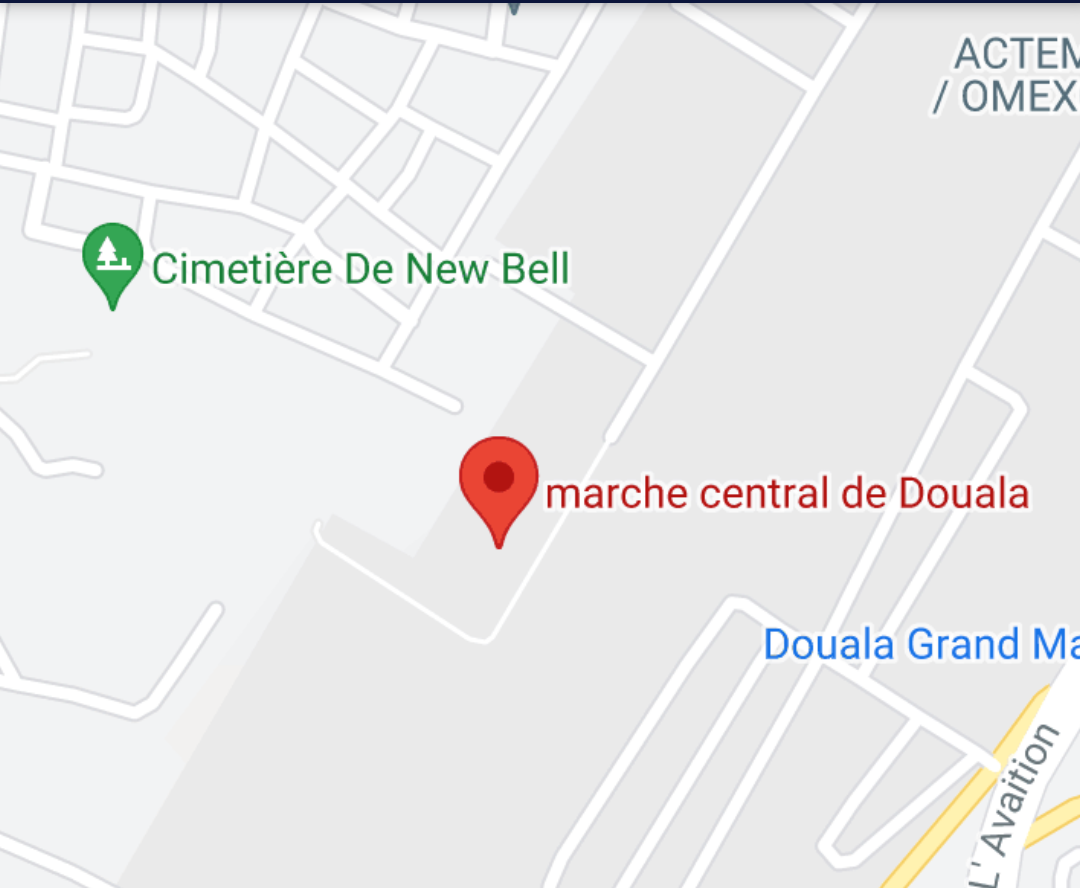 ACTEM
/ OMEX
Cimetière De New Bell
marche central de Douala
Douala Grand Ma
L' Avaition